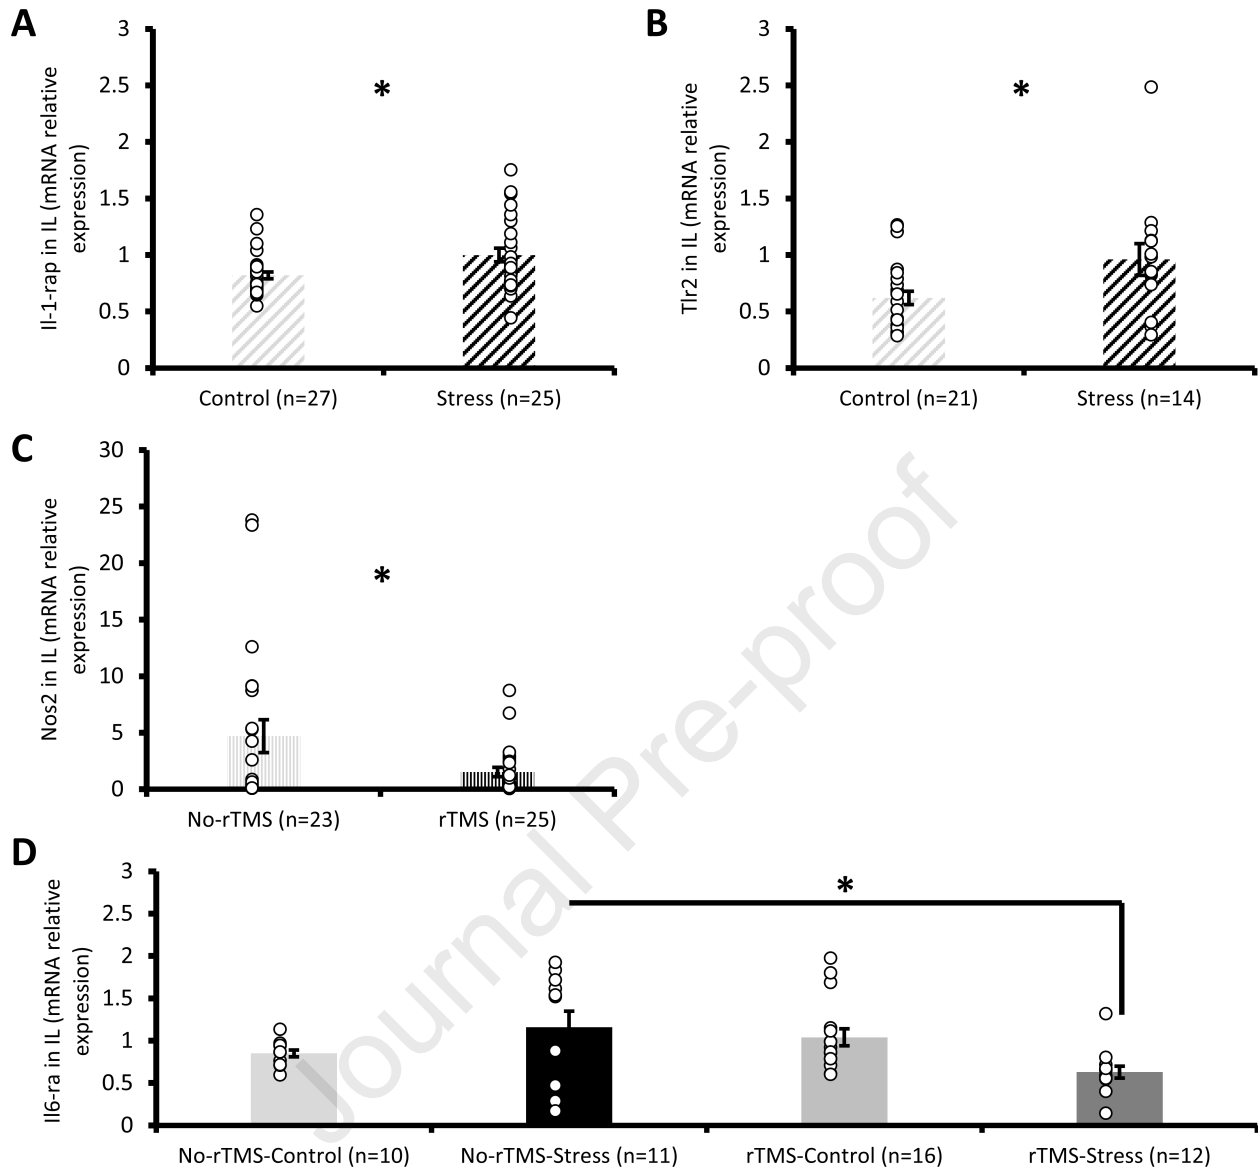 A
Il-1-rap in IL (mRNA relative
expression)
3
2.5
2
1.5
1
0.5
0
*
Control (n=27)
Stress (n=25)
B
Tlr2 in IL (mRNA relative
expression)
3
2.5
2
1.5
1
0.5
0
*
Control (n=21)
Stress (n=14)
C
Nos2 in IL (mRNA relative
expression)
30
25
20
15
10
5
0
*
No-rTMS (n=23)
rTMS (n=25)
D
Il6-ra in IL (mRNA relative
expression)
3
2.5
2
1.5
1
0.5
0
*
No-rTMS-Control (n=10)
No-rTMS-Stress (n=11)
rTMS-Control (n=16)
rTMS-Stress (n=12)
Journal Pre-proof